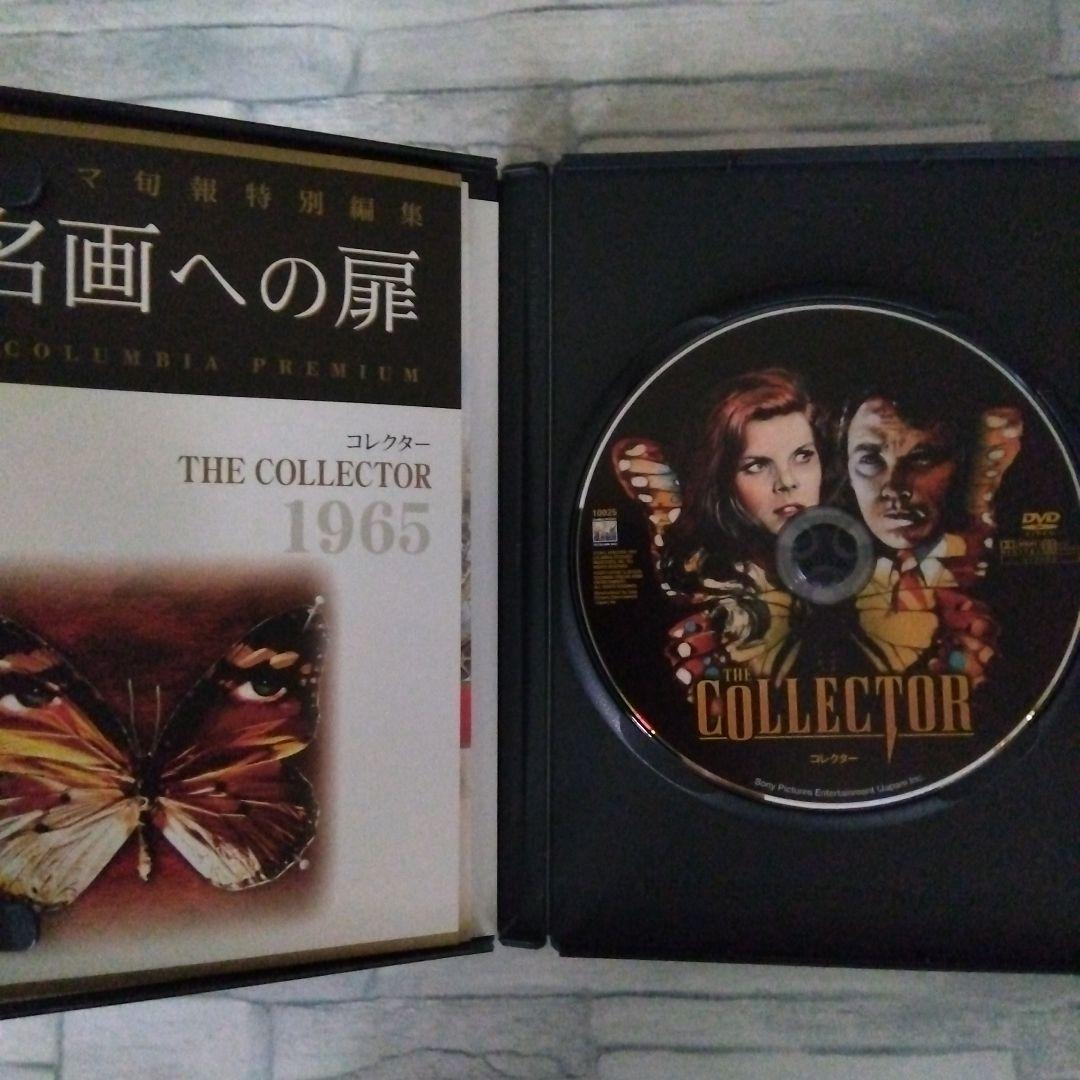 マ旬報特別編集
名画への扉
COLUMBIA PREMIUM
コレクター
THE COLLECTOR
1965
10025
DVD
THE
COLLECTOR
コレクター
Sony Pictures Entertainment (Japan) Inc.